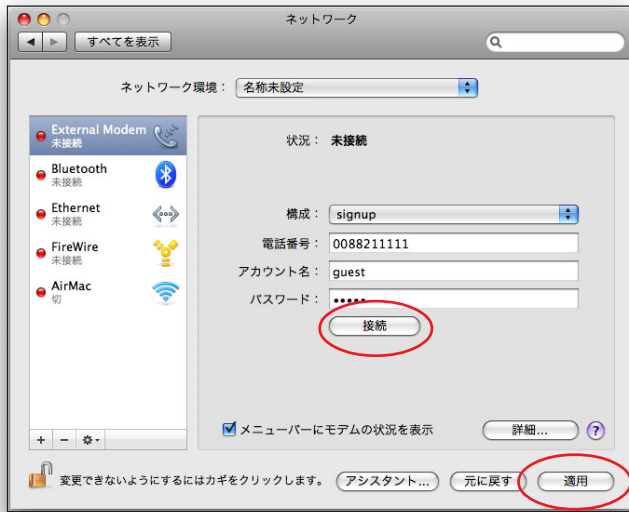 ネットワーク
すべてを表示
ネットワーク環境： 名称未設定
External Modem
未接続
Bluetooth
未接続
Ethernet
未接続
FireWire
未接続
AirMac
切
状況： 未接続
構成： signup
電話番号： 0088211111
アカウント名： guest
パスワード： •••••
接続
メニューバーにモデムの状況を表示
詳細... ?
変更できないようにするにはカギをクリックします。 アシスタント... 元に戻す 適用